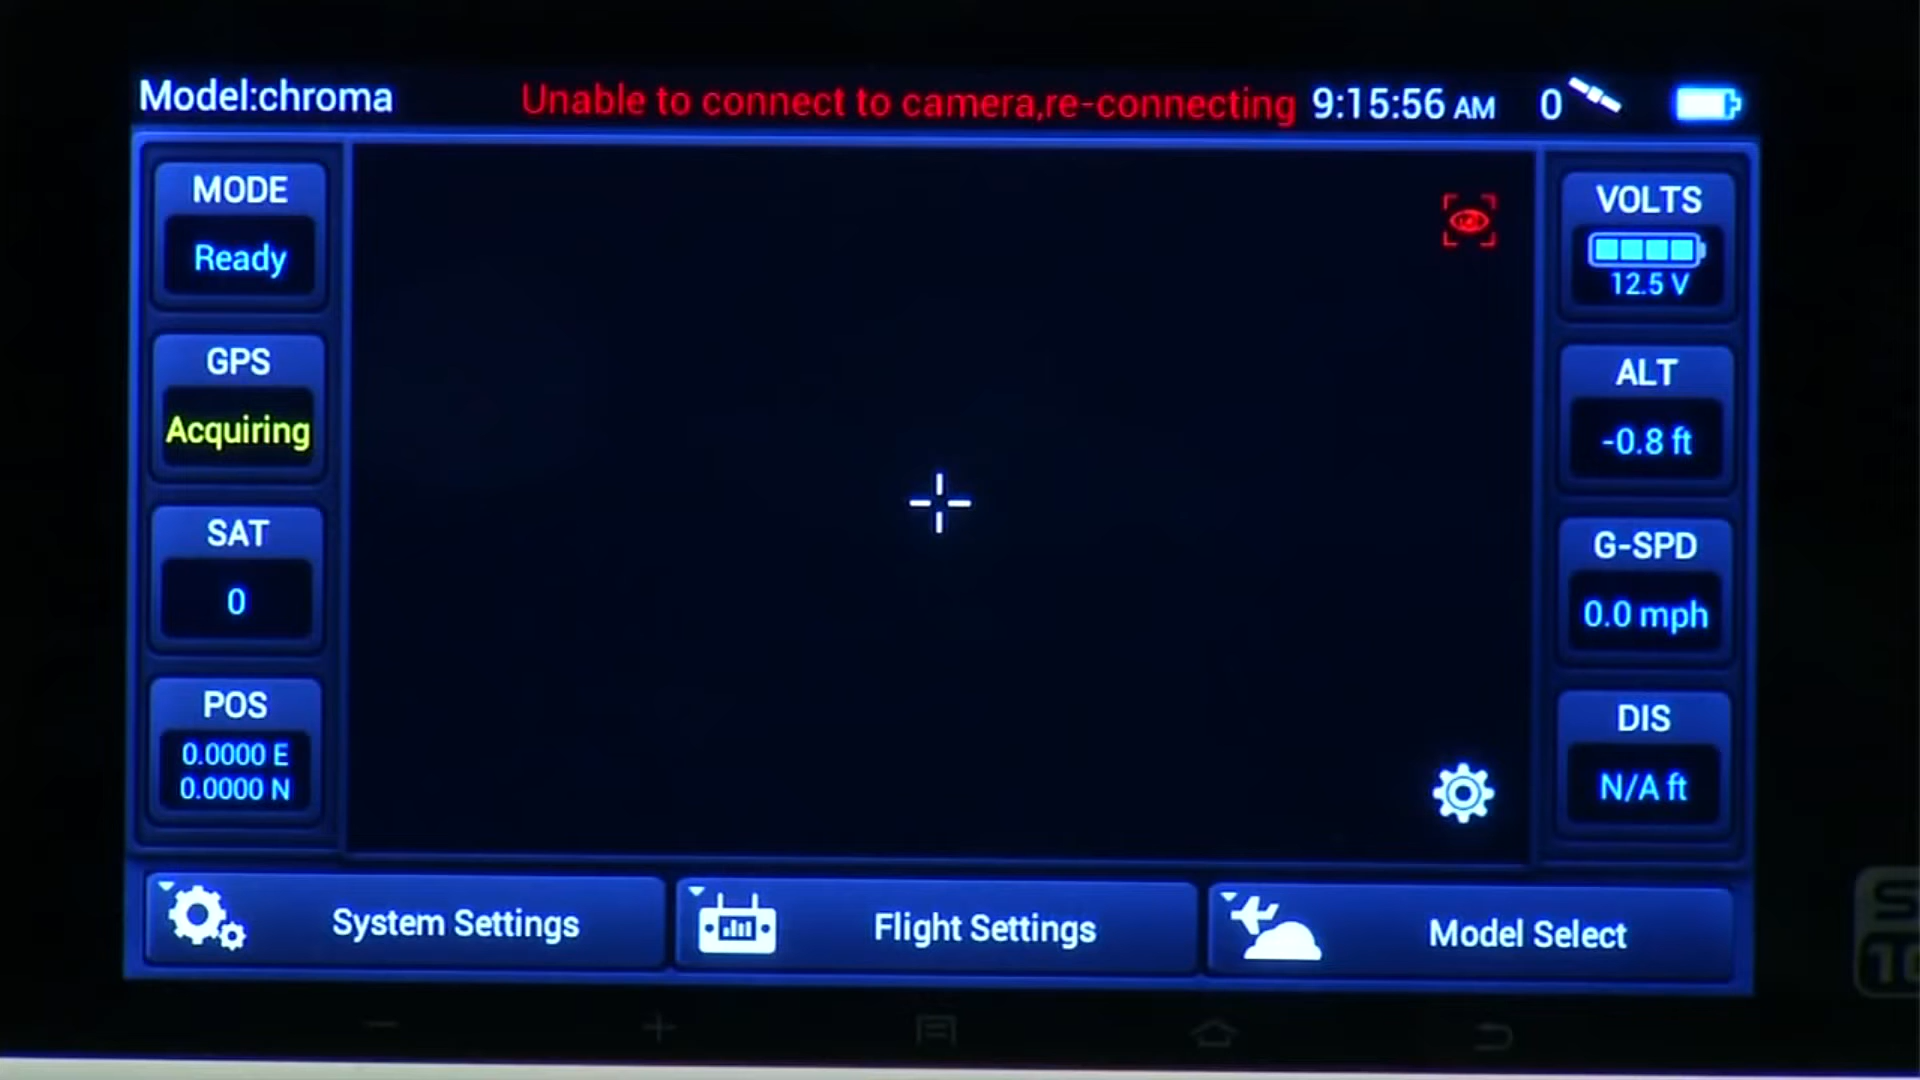 Model:chroma
Unable to connect to camera,re-connecting
9:15:56 AM
0
MODE
Ready
GPS
Acquiring
SAT
0
POS
0.0000 E
0.0000 N
VOLTS
12.5 V
ALT
-0.8 ft
G-SPD
0.0 mph
DIS
N/A ft
System Settings
Flight Settings
Model Select